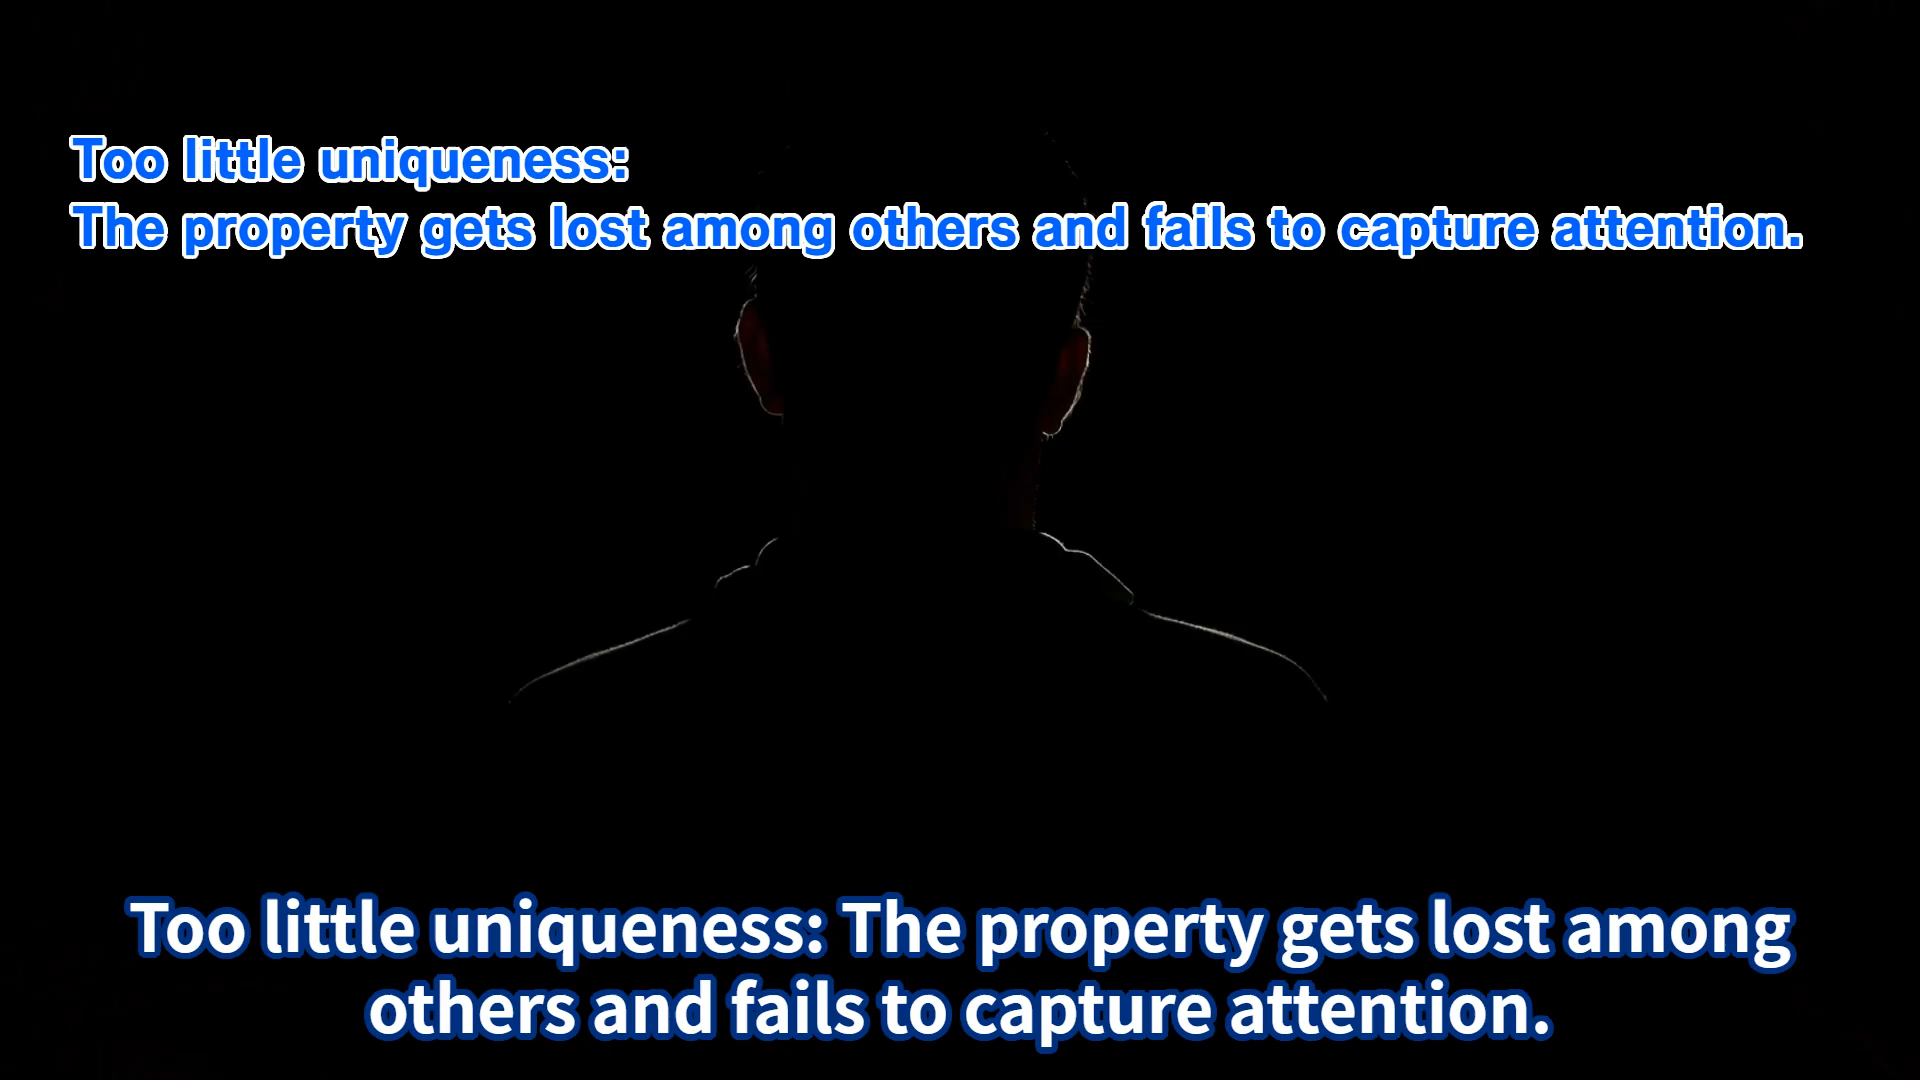 Too little uniqueness:
The property gets lost among others and fails to capture attention.
Too little uniqueness: The property gets lost among
others and fails to capture attention.